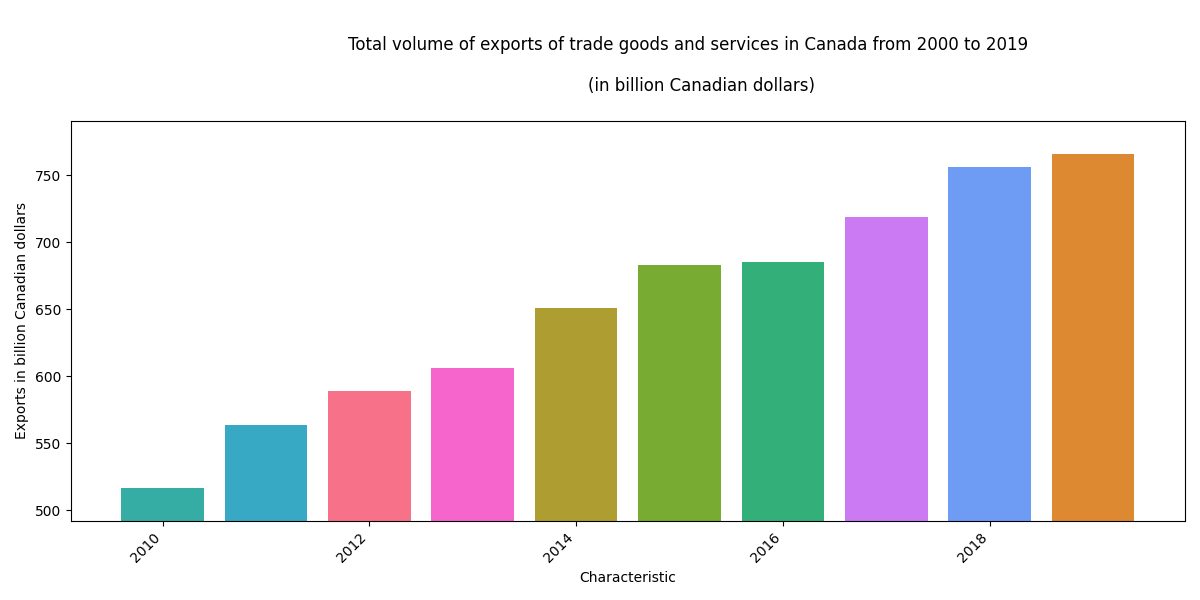 Total volume of exports of trade goods and services in Canada from 2000 to 2019
(in billion Canadian dollars)
Exports in billion Canadian dollars
750
700
650
600
550
500
2010
2012
2014
2016
2018
Characteristic